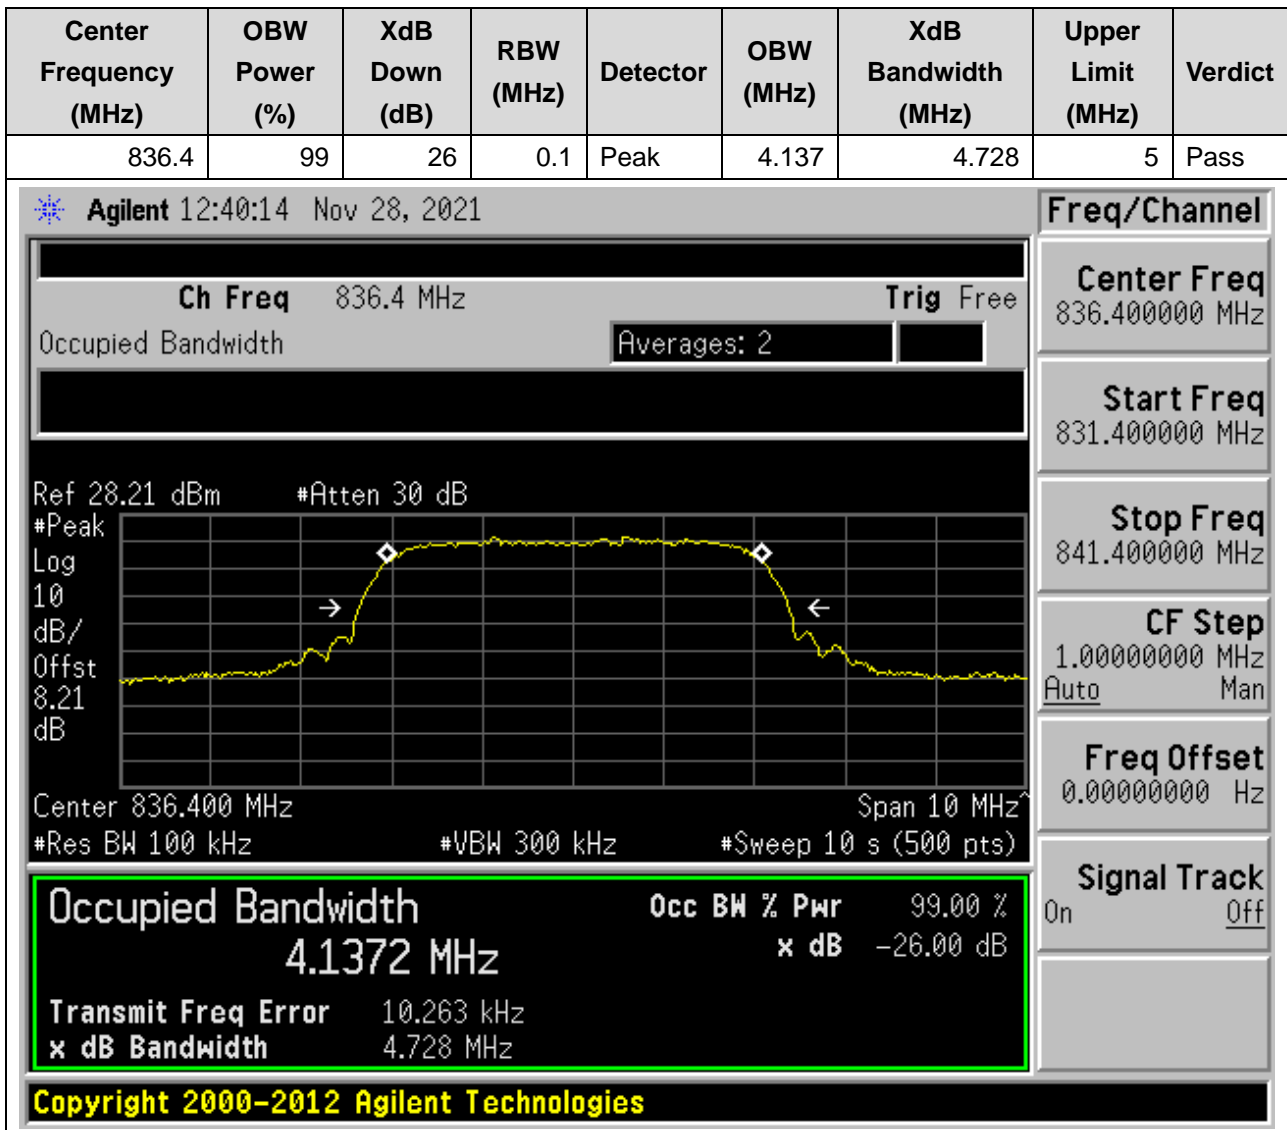 Center Frequency (MHz) OBW Power (%) XdB Down (dB) RBW (MHz) Detector OBW (MHz) XdB Bandwidth (MHz) Upper Limit (MHz) Verdict
836.4 99 26 0.1 Peak 4.137 4.728 5 Pass
Agilent 12:40:14 Nov 28, 2021
Ch Freq 836.4 MHz Trig Free
Occupied Bandwidth Averages: 2
Ref 28.21 dBm #Atten 30 dB
#Peak
Log
10
dB/
Offst
8.21
dB
Center 836.400 MHz Span 10 MHz^
#Res BW 100 kHz #VBW 300 kHz #Sweep 10 s (500 pts)
Occupied Bandwidth Occ BW % Pwr 99.00 %
4.1372 MHz x dB -26.00 dB
Transmit Freq Error 10.263 kHz
x dB Bandwidth 4.728 MHz
Copyright 2000-2012 Agilent Technologies
Freq/Channel
Center Freq
836.400000 MHz
Start Freq
831.400000 MHz
Stop Freq
841.400000 MHz
CF Step
1.00000000 MHz
Auto Man
Freq Offset
0.00000000 Hz
Signal Track
On Off